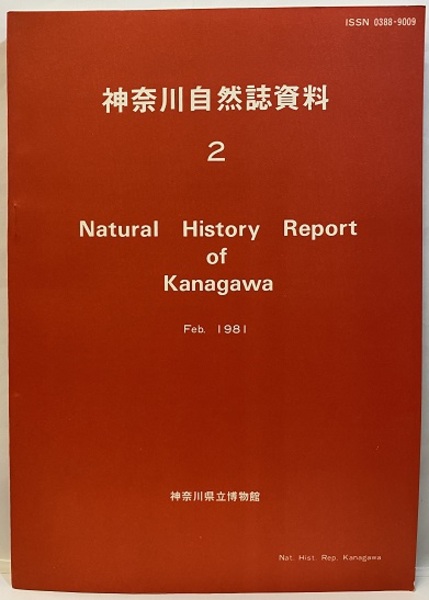 ISSN 0388-9009
神奈川自然誌資料
2
Natural History Report
of
Kanagawa
Feb. 1981
神奈川県立博物館
Nat. Hist. Rep. Kanagawa